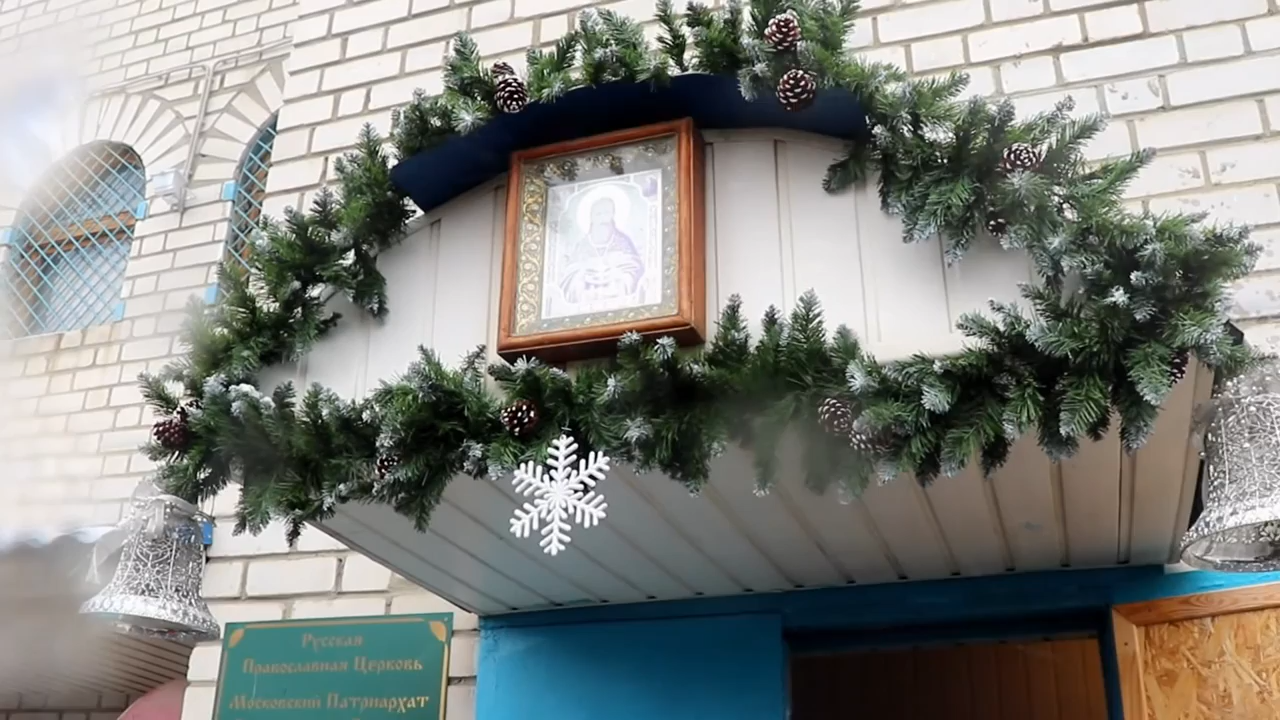 Русская
Православная Церковь
Московский Патриархат